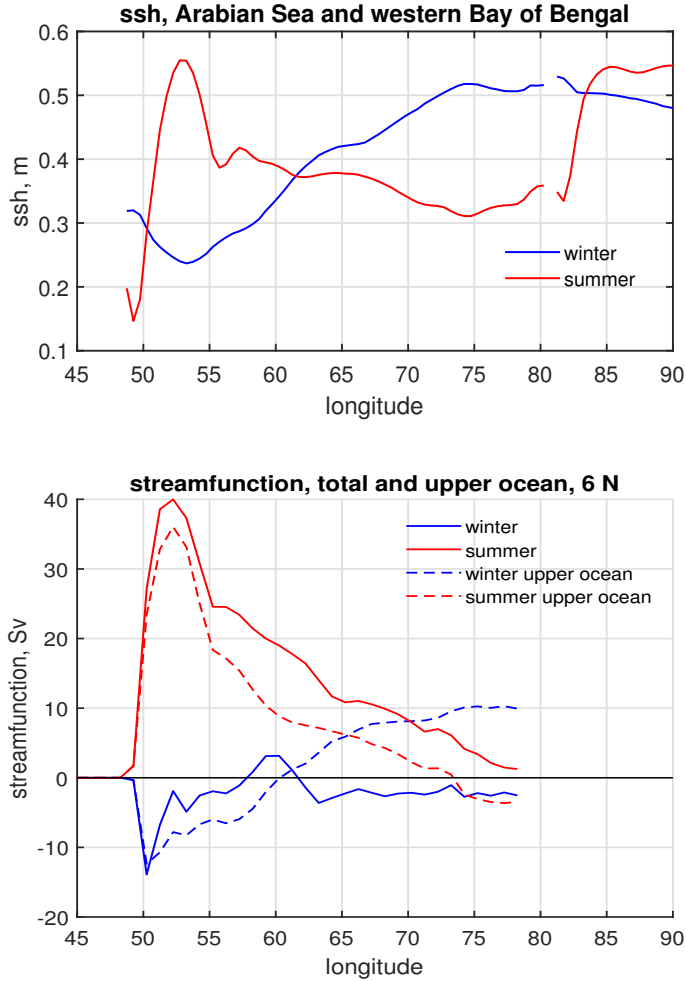 ssh, Arabian Sea and western Bay of Bengal
0.6
0.5
0.4
0.3
0.2
0.1
ssh, m
winter
summer
45 50 55 60 65 70 75 80 85 90
longitude
streamfunction, total and upper ocean, 6 N
40
30
20
10
0
-10
-20
streamfunction, Sv
winter
summer
winter upper ocean
summer upper ocean
45 50 55 60 65 70 75 80 85 90
longitude